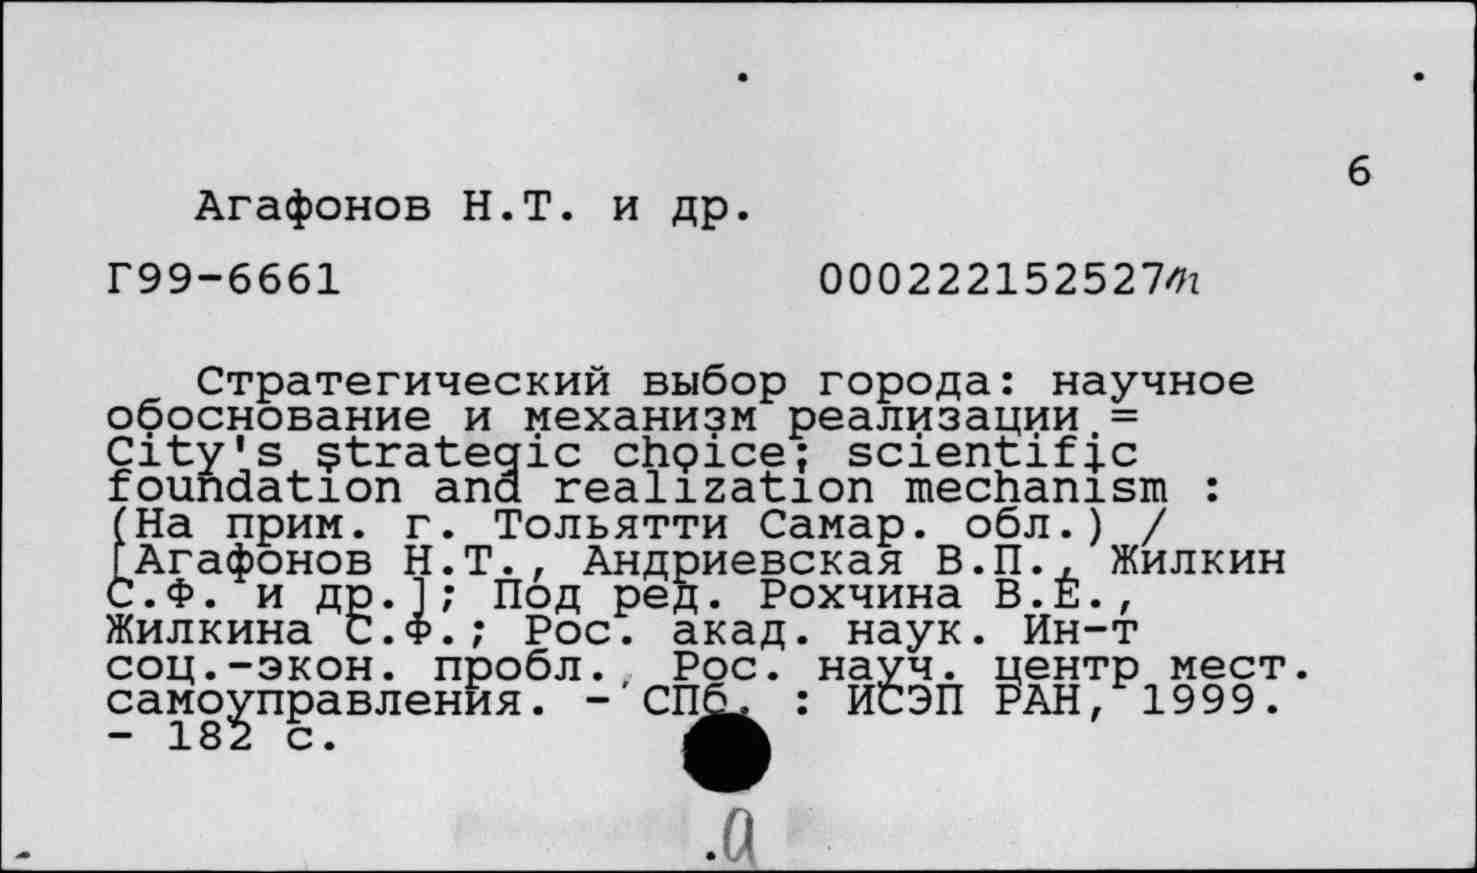 6
Агафонов Н.Т. и др.
Г99-6661 000222152527m
Стратегический выбор города: научное
обоснование и механизм реализации =
City's strategic choice: scientific
foundation and realization mechanism :
(На прим. г. Тольятти Самар. обл.) /
[Агафонов Н.Т., Андриевская В.П., Жилкин
С.Ф. и др.]; Под ред. Рохчина В.Е.,
Жилкина С.Ф.; Рос. акад. наук. Ин-т
соц.-экон. пробл., Рос. науч. центр мест.
самоуправления. - СПб. : ИСЭП РАН, 1999.
- 182 с.
а